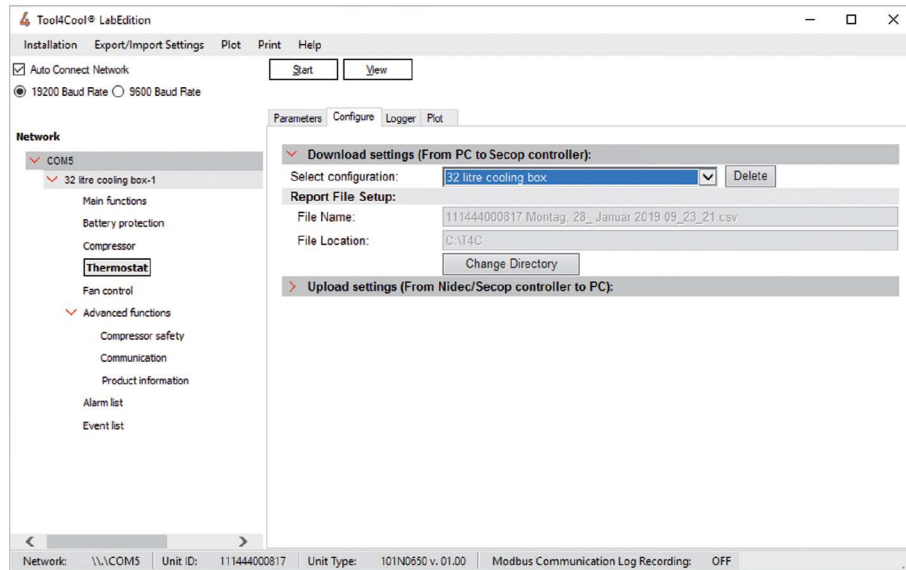 Tool4Cool® LabEdition
Installation Export/Import Settings Plot Print Help
Auto Connect Network
Start View
19200 Baud Rate 9600 Baud Rate
Parameters Configure Logger Plot
Network
COM5
32 litre cooling box-1
Main functions
Battery protection
Compressor
Thermostat
Fan control
Advanced functions
Compressor safety
Communication
Product information
Alarm list
Event list
Download settings (From PC to Secop controller):
Select configuration: 32 litre cooling box Delete
Report File Setup:
File Name: 111444000817 Montag, 28_ Januar 2019 09_23_21.csv
File Location: C:\T4C
Change Directory
Upload settings (From Nidec/Secop controller to PC):
Network: \\.\COM5 Unit ID: 111444000817 Unit Type: 101N0650 v. 01.00 Modbus Communication Log Recording: OFF